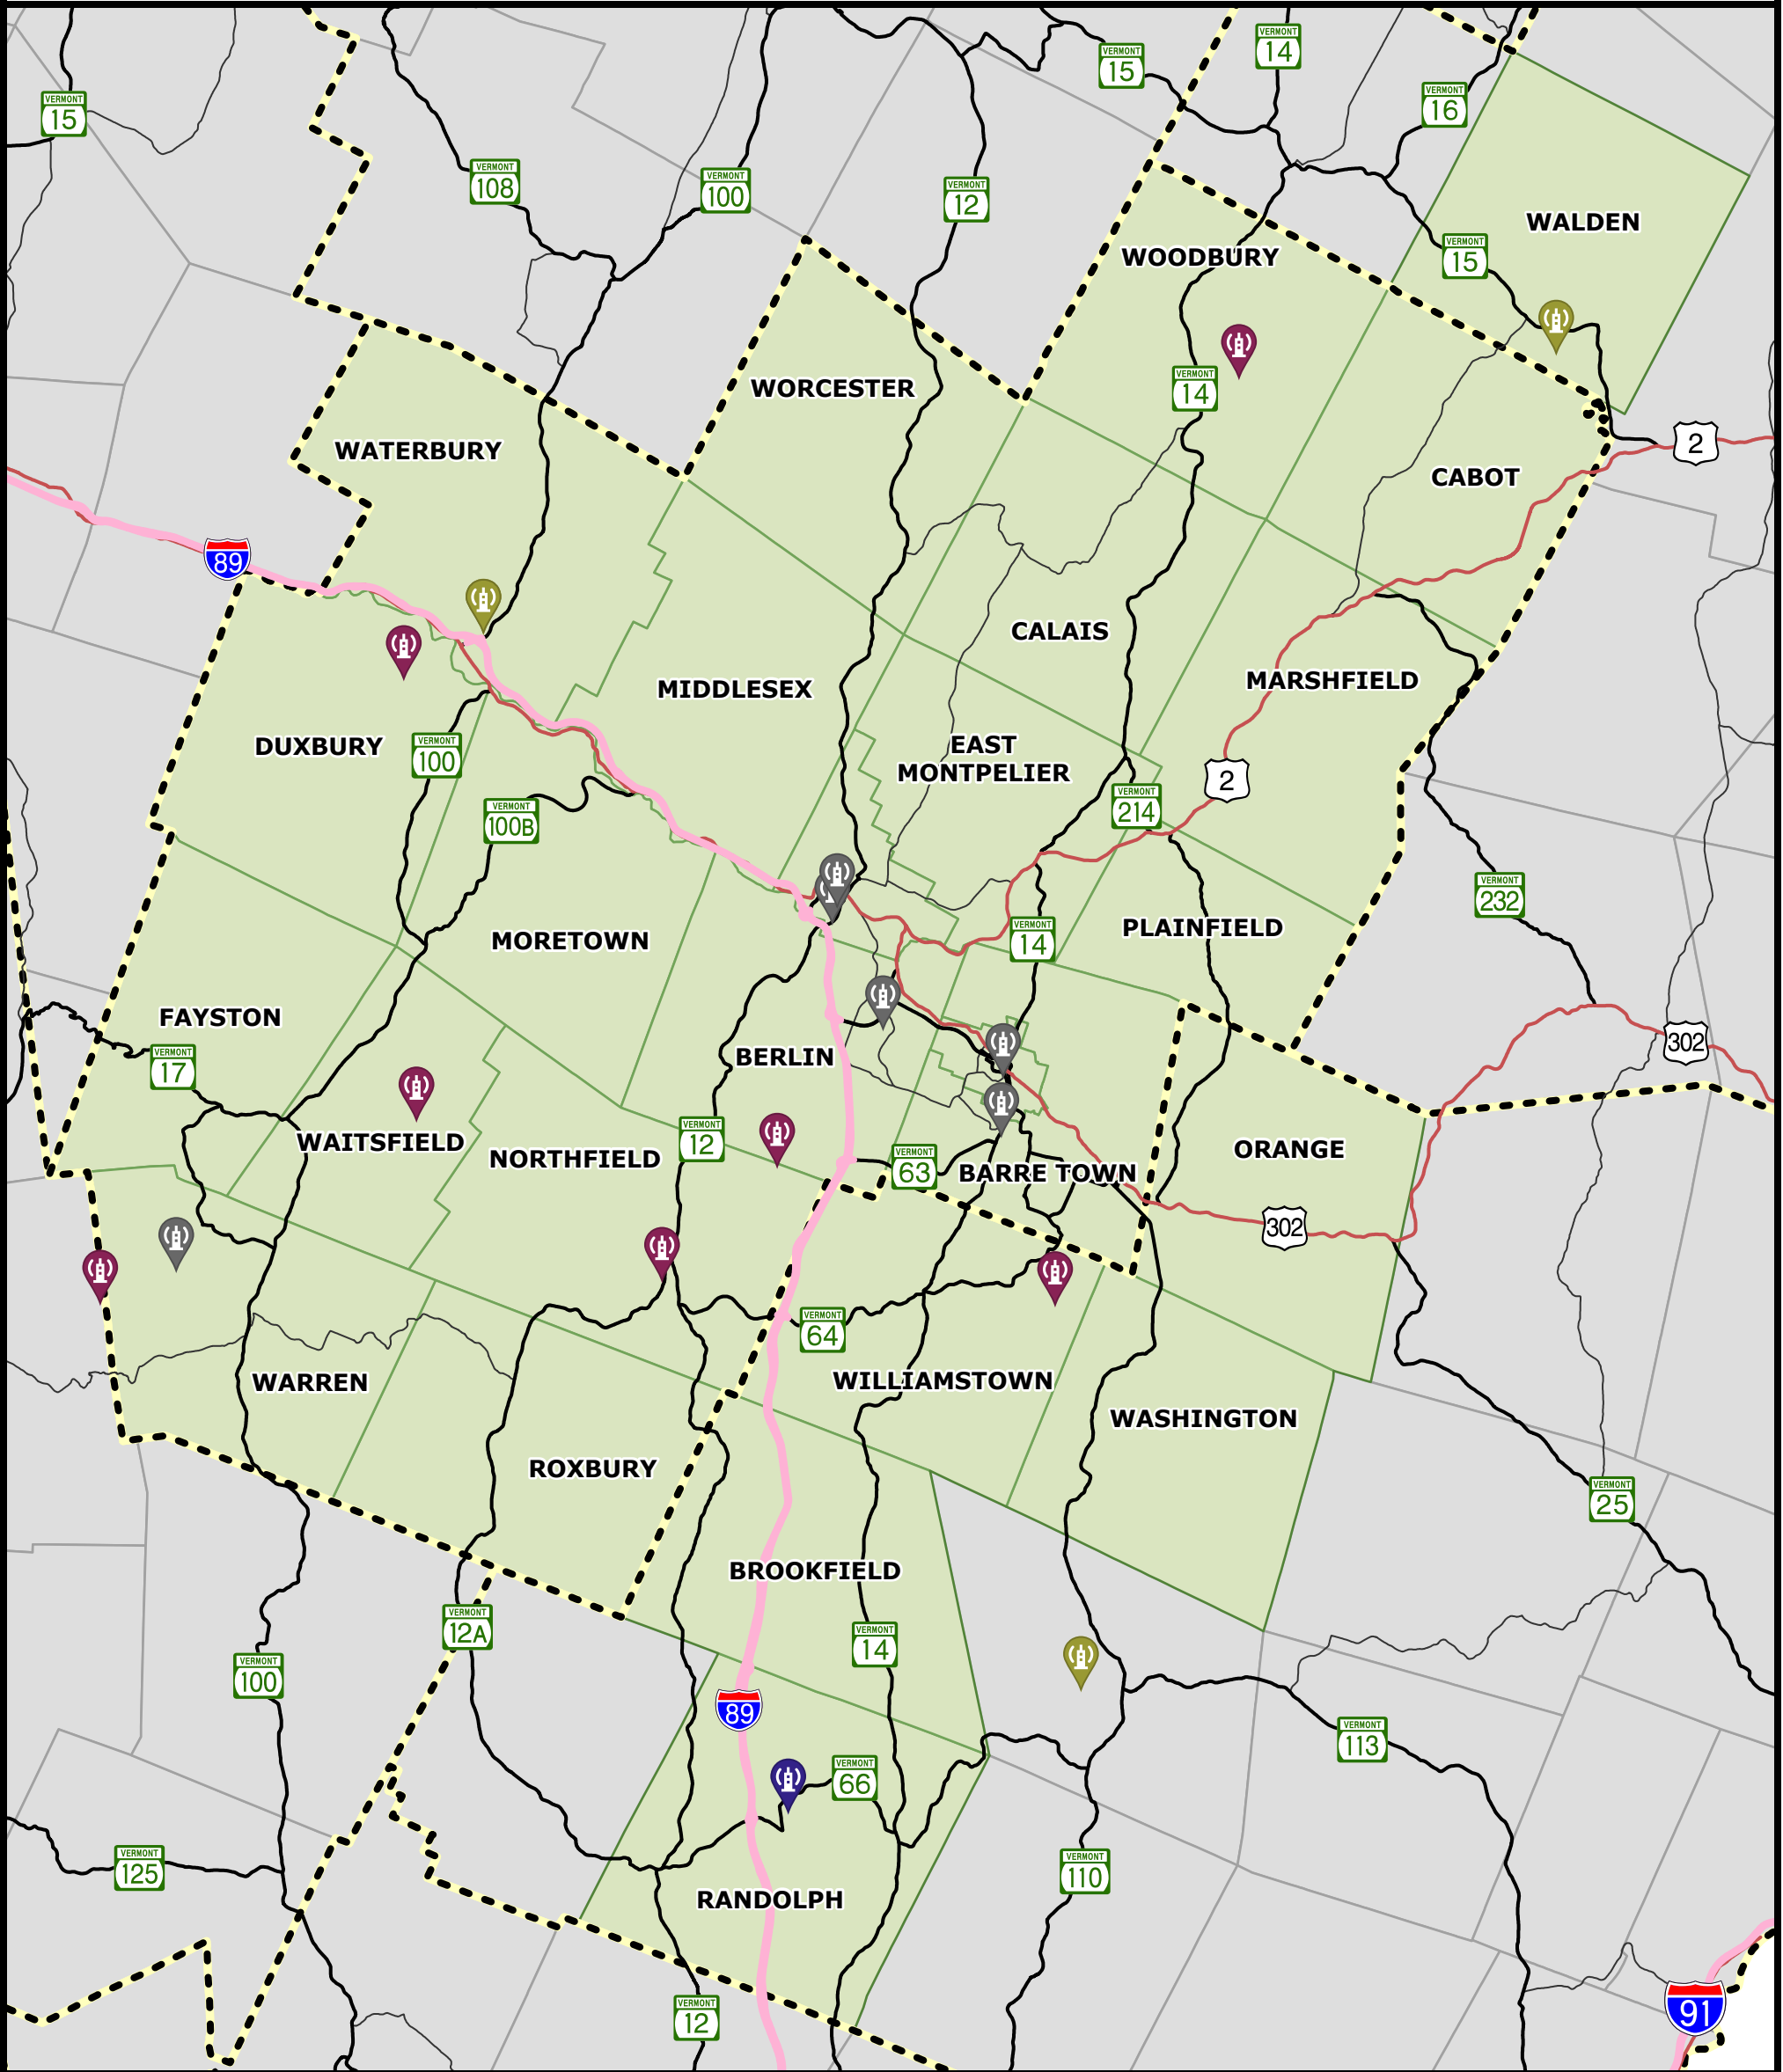 VERMONT
14
VERMONT
15
VERMONT
16
VERMONT
15
VERMONT
108
VERMONT
100
VERMONT
12
WALDEN
WOODBURY
VERMONT
15
WORCESTER
VERMONT
14
WATERBURY
2
CABOT
89
CALAIS
MARSHFIELD
MIDDLESEX
DUXBURY
VERMONT
100
EAST
MONTPELIER
2
VERMONT
214
VERMONT
100B
VERMONT
232
PLAINFIELD
MORETOWN
VERMONT
14
FAYSTON
302
BERLIN
VERMONT
17
WAITSFIELD
VERMONT
12
ORANGE
NORTHFIELD
VERMONT
63
BARRE TOWN
302
VERMONT
64
WARREN
WILLIAMSTOWN
WASHINGTON
ROXBURY
VERMONT
25
BROOKFIELD
VERMONT
12A
VERMONT
14
VERMONT
100
89
VERMONT
113
VERMONT
66
VERMONT
125
VERMONT
110
RANDOLPH
91
VERMONT
12